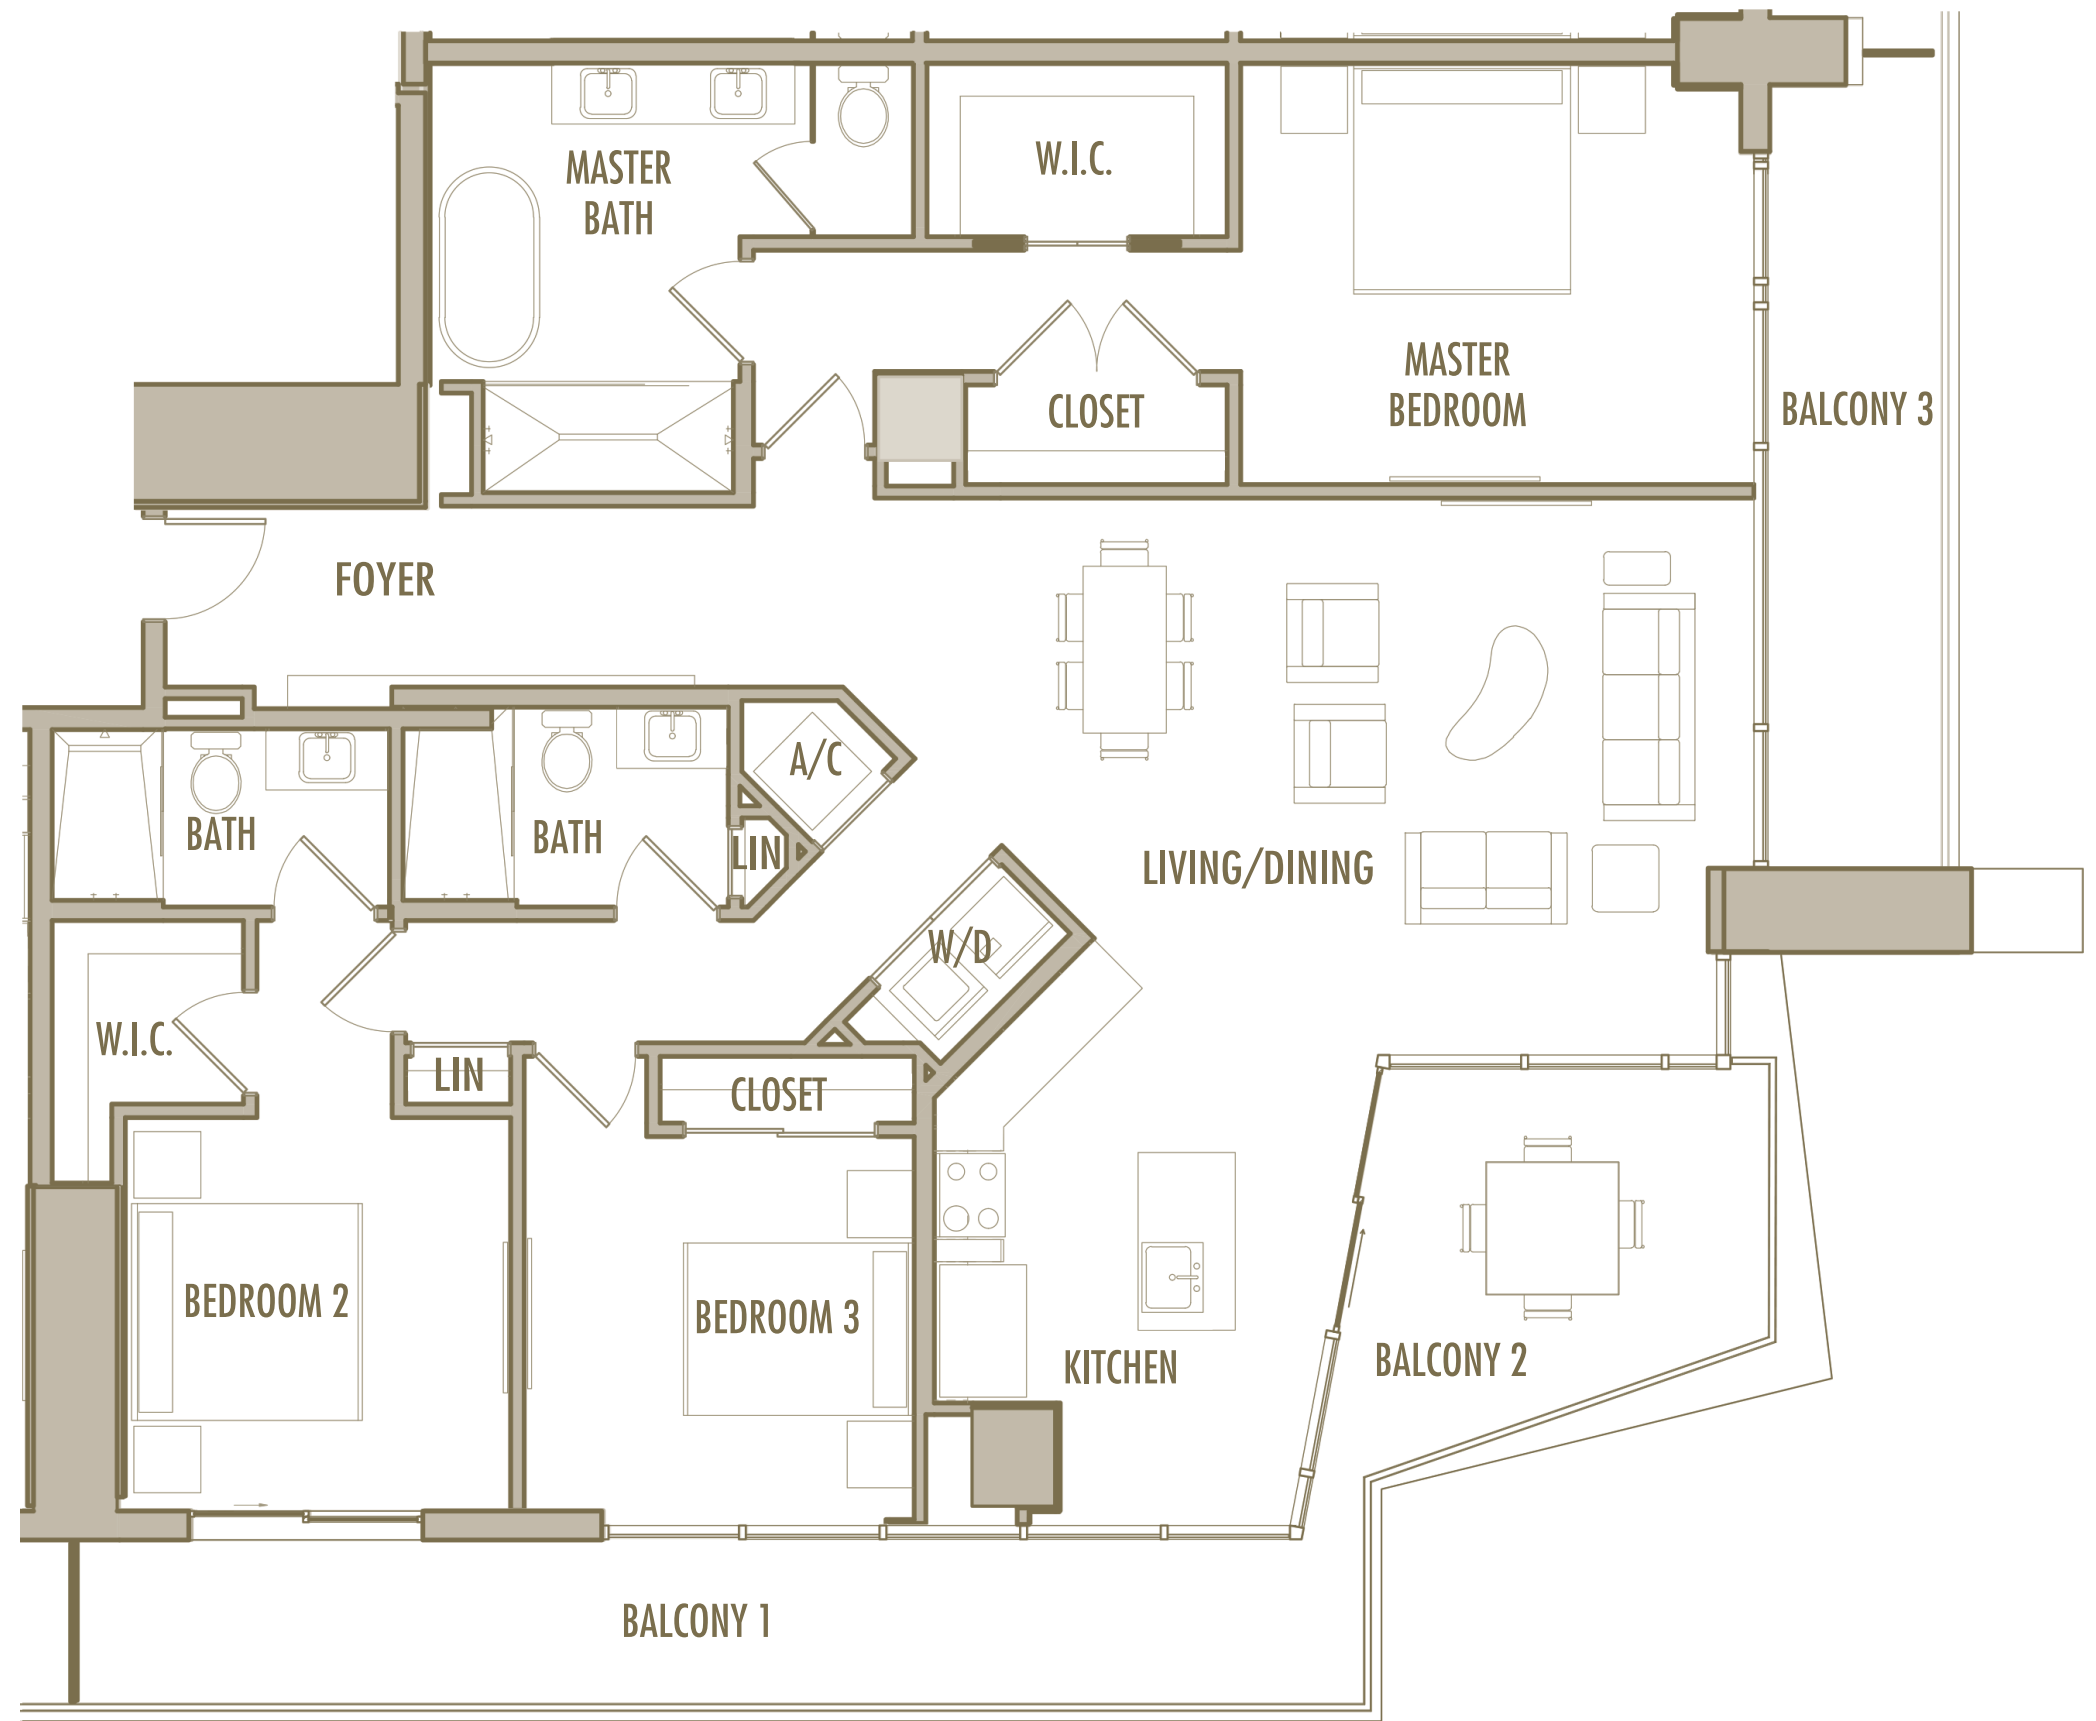 MASTER
BATH
W.I.C.
MASTER
BEDROOM
CLOSET
BALCONY 3
FOYER
A/C
BATH
BATH
LIN
LIVING/DINING
W/D
W.I.C.
LIN
CLOSET
BEDROOM 2
BEDROOM 3
KITCHEN
BALCONY 2
BALCONY 1